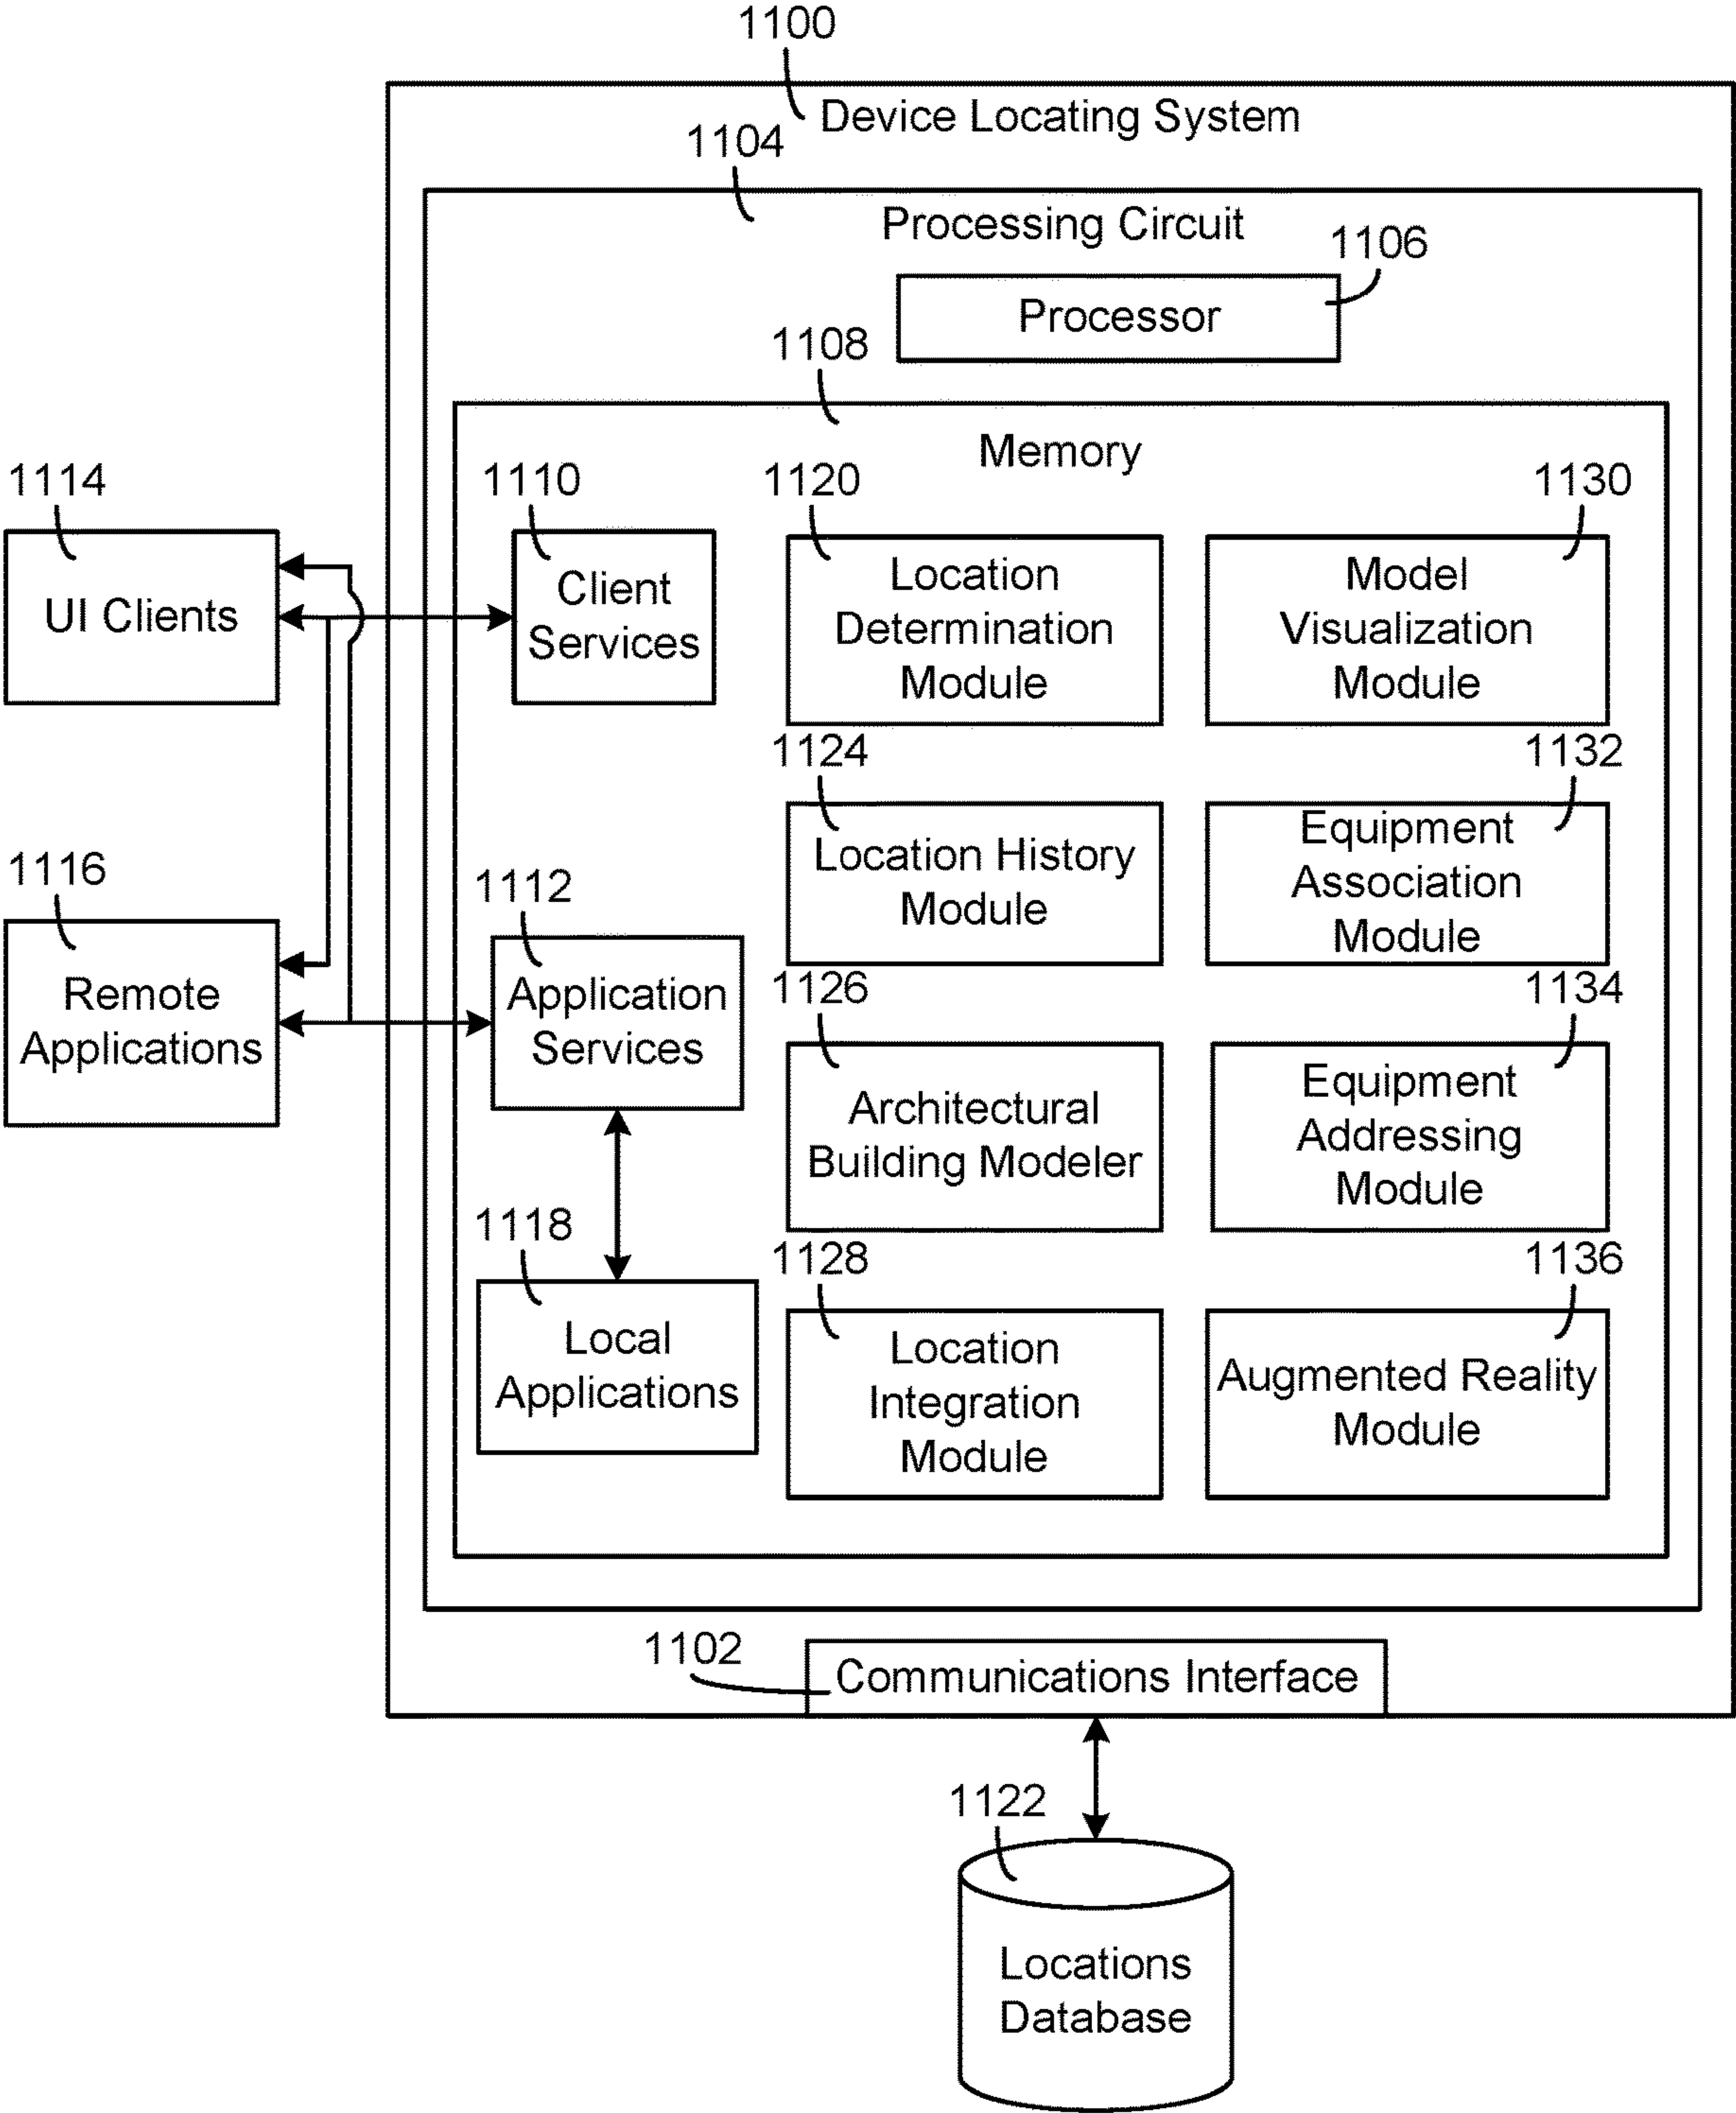 1100
Device Locating System
1104
Processing Circuit
1106
Processor
1108
Memory
1114
UI Clients
1110
Client
Services
1120
Location
Determination
Module
1130
Model
Visualization
Module
1124
Location History
Module
1132
Equipment
Association
Module
1116
Remote
Applications
1112
Application
Services
1126
Architectural
Building Modeler
1134
Equipment
Addressing
Module
1118
Local
Applications
1128
Location
Integration
Module
1136
Augmented Reality
Module
1102
Communications Interface
1122
Locations
Database